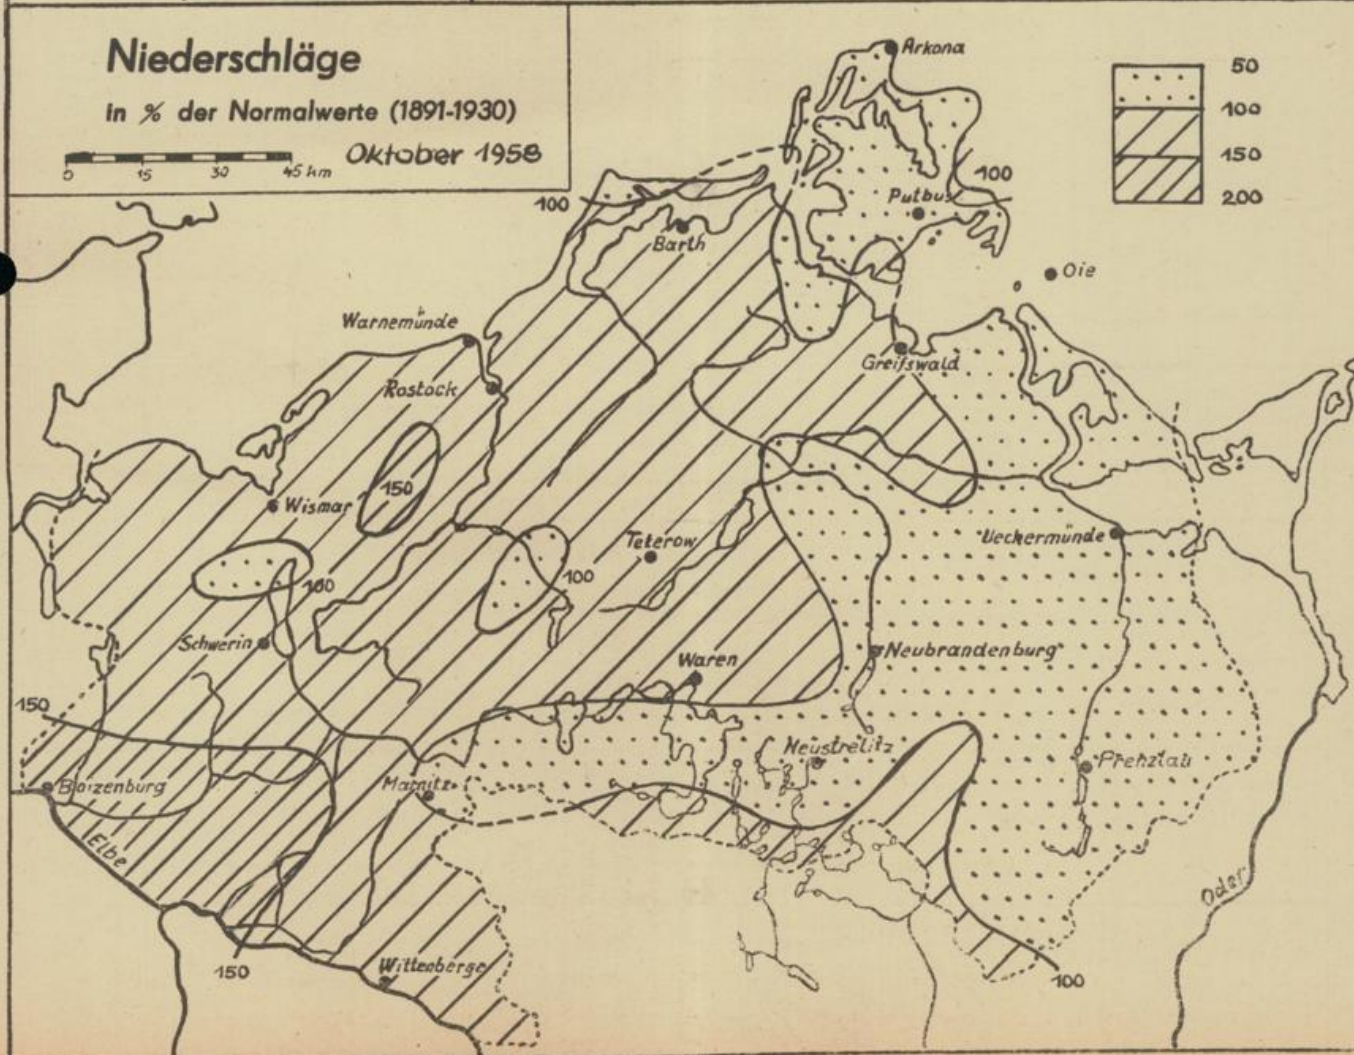 Niederschläge
in % der Normalwerte (1891-1930)
Oktober 1958
0 15 30 45 km
50
100
150
200
Arkona
100
Putbus
100
Barth
Oie
Warnemünde
Greifswald
Rostock
150
Wismar
Ueckermünde
Teterow
100
100
Schwerin
Neubrandenburg
Waren
150
Neustrelitz
Prenzlau
Boizenburg
Marnitz
Elbe
Oder
150
Wittenberge
100